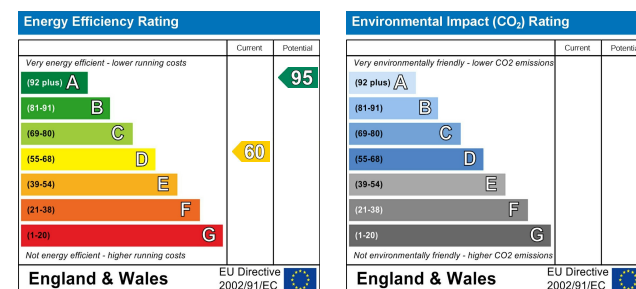 Energy Efficiency Rating
Current Potential
Very energy efficient - lower running costs
(92 plus) A
95
(81-91) B
(69-80) C
(55-68) D
60
(39-54) E
(21-38) F
(1-20) G
Not energy efficient - higher running costs
England & Wales
EU Directive
2002/91/EC
Environmental Impact (CO2) Rating
Current Potential
Very environmentally friendly - lower CO2 emissions
(92 plus) A
(81-91) B
(69-80) C
(55-68) D
(39-54) E
(21-38) F
(1-20) G
Not environmentally friendly - higher CO2 emissions
England & Wales
EU Directive
2002/91/EC